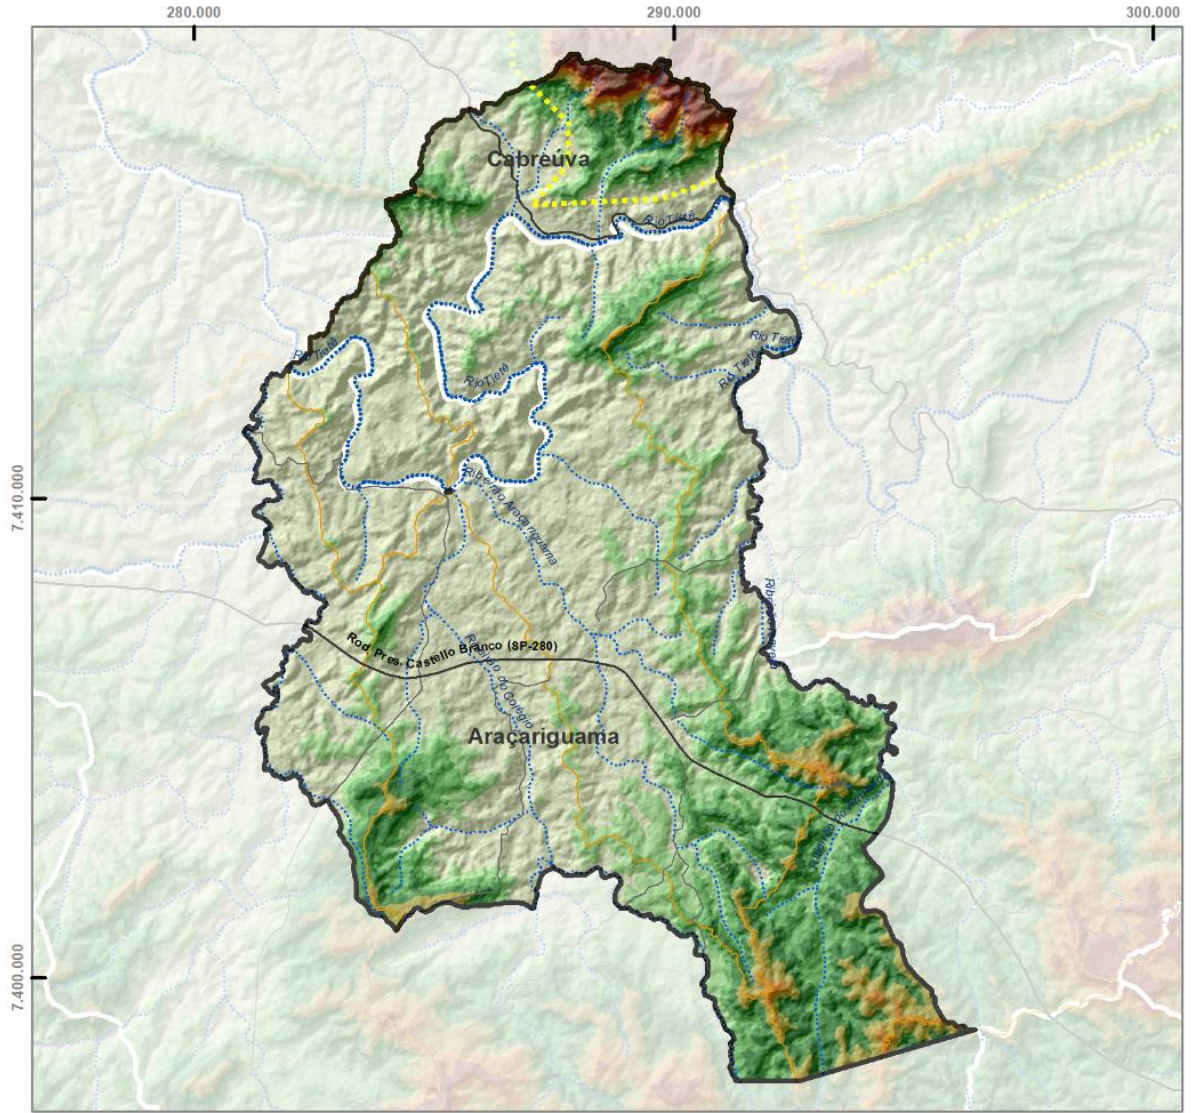 280.000
290.000
300.000
Cabreúva
Rio Tietê
Rio Tietê
Rio Tietê
Rio Tietê
Rio Tietê
7.410.000
Ribeirão Araçariguama
Rod. Pres. Castello Branco (SP-280)
Ribeirão do Colégio
Araçariguama
7.400.000